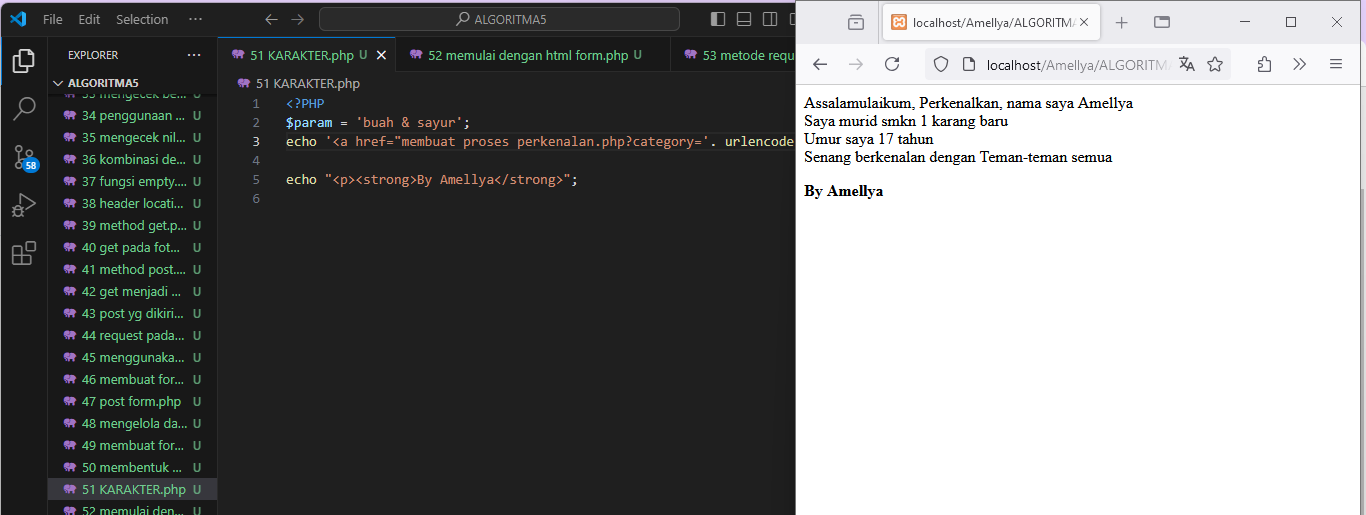 File Edit Selection ··· ALGORITMA5
EXPLORER ···
ALGORITMA5
34 penggunaan ... U
35 mengecek nil... U
36 kombinasi de... U
37 fungsi empty.... U
38 header locati... U
39 method get.p... U
40 get pada fot... U
41 method post.... U
42 get menjadi ... U
43 post yg dikiri... U
44 request pada... U
45 menggunaka... U
46 membuat for... U
47 post form.php U
48 mengelola da... U
49 membuat for... U
50 membentuk ... U
51 KARAKTER.php U
52 memulai den... U
58
51 KARAKTER.php U
52 memulai dengan html form.php U
53 metode requ
51 KARAKTER.php
1 <?PHP
2 $param = 'buah & sayur';
3 echo '<a href="membuat proses perkenalan.php?category='. urlencode
4
5 echo "<p><strong>By Amellya</strong>";
6
localhost/Amellya/ALGORITMA
localhost/Amellya/ALGORITMA
Assalamulaikum, Perkenalkan, nama saya Amellya
Saya murid smkn 1 karang baru
Umur saya 17 tahun
Senang berkenalan dengan Teman-teman semua
By Amellya